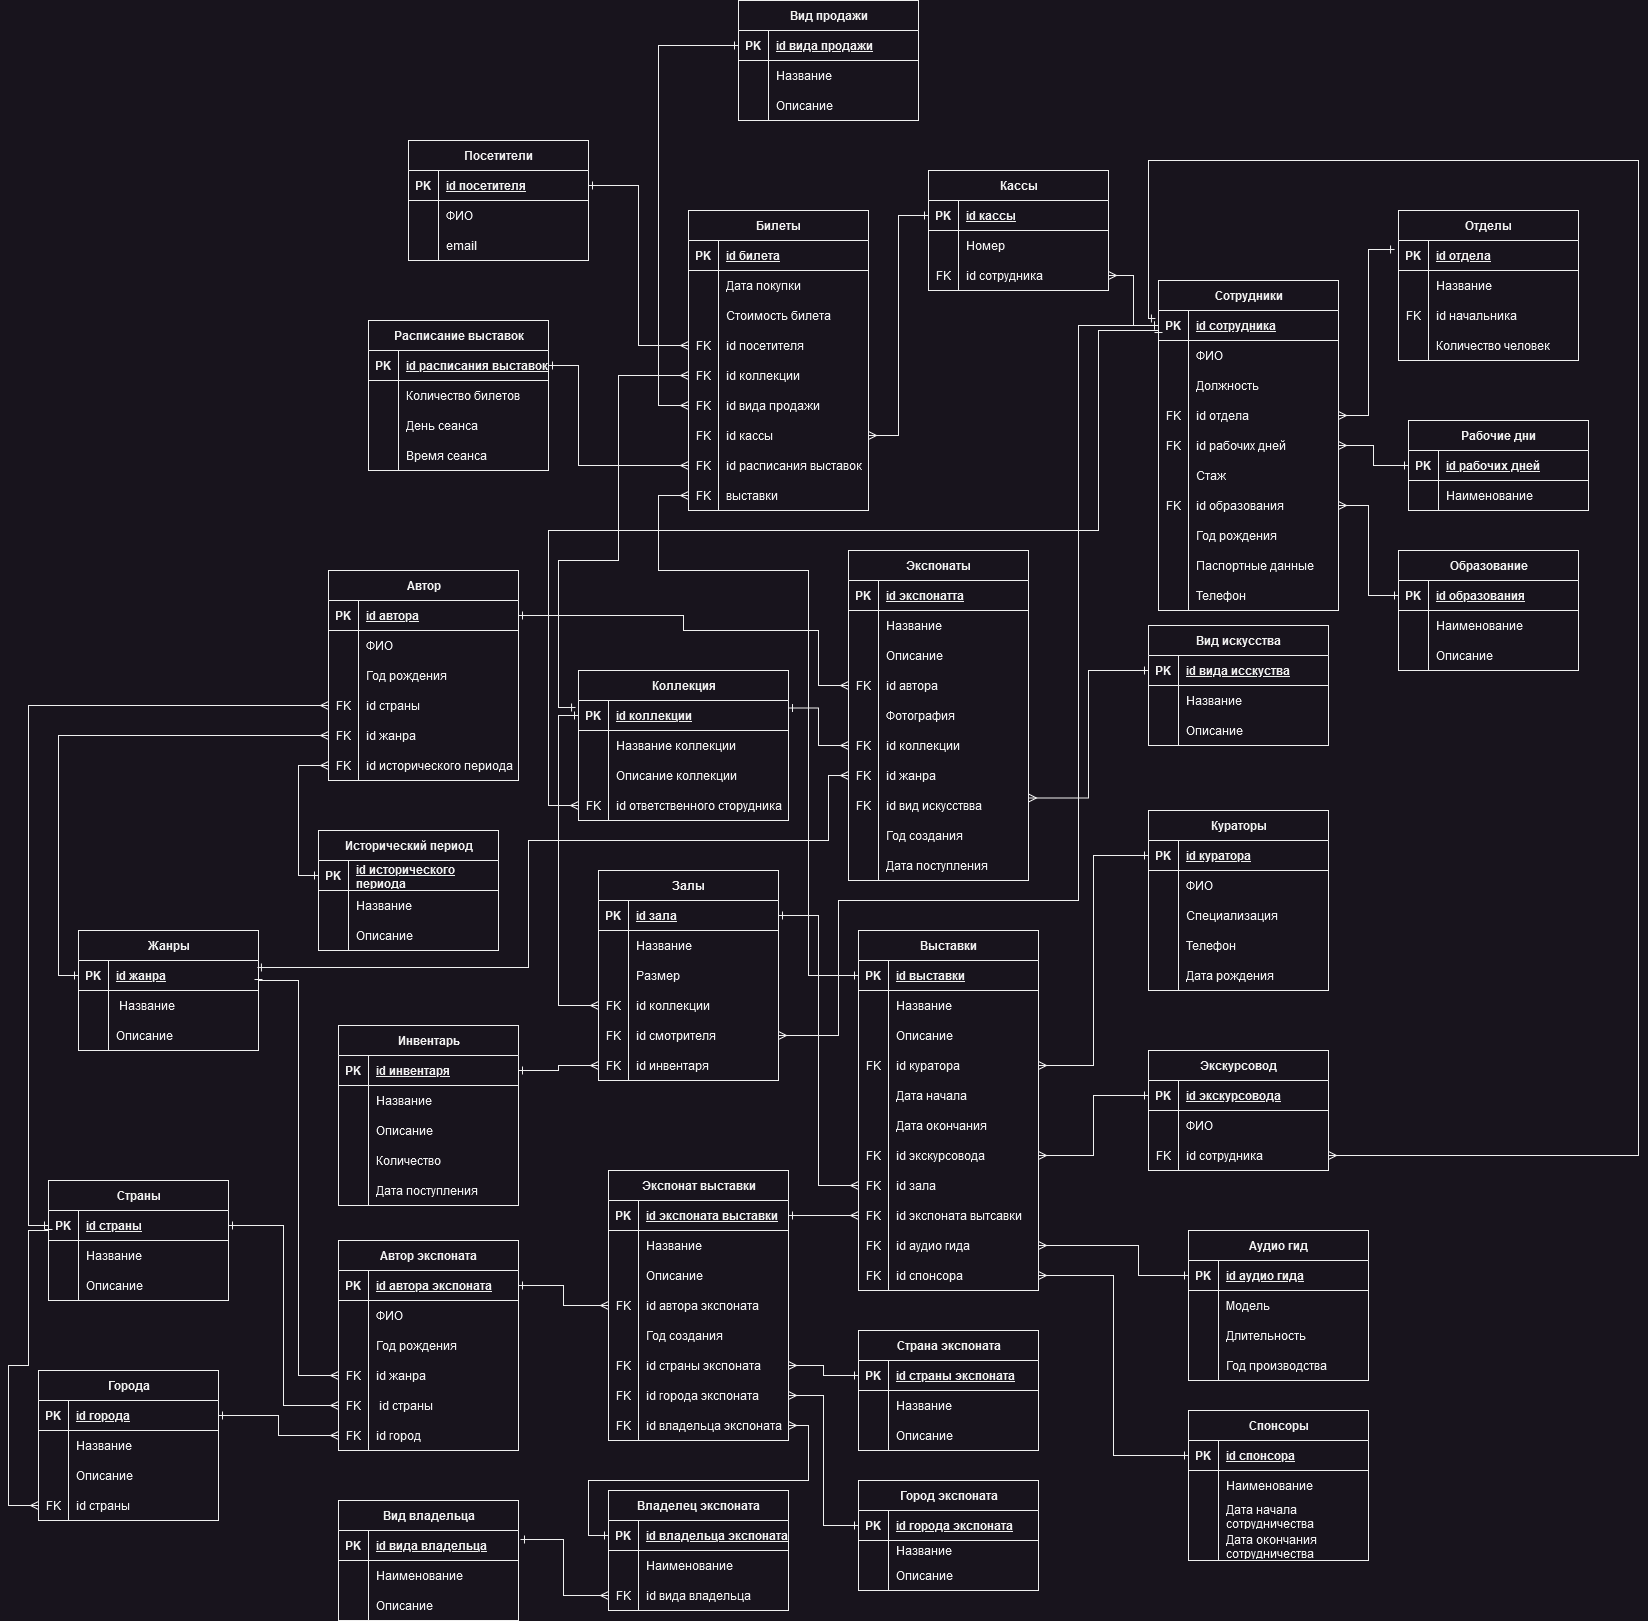 Вид продажи
PK id вида продажи
Название
Описание
Посетители
PK id посетителя
ФИО
email
Кассы
PK id кассы
Номер
FK id сотрудника
Билеты
PK id билета
Дата покупки
Стоимость билета
FK id посетителя
FK id коллекции
FK id вида продажи
FK id кассы
FK id расписания выставок
FK выставки
Отделы
PK id отдела
Название
FK id начальника
Количество человек
Сотрудники
PK id сотрудника
ФИО
Должность
FK id отдела
FK id рабочих дней
Стаж
FK id образования
Год рождения
Паспортные данные
Телефон
Расписание выставок
PK id расписания выставок
Количество билетов
День сеанса
Время сеанса
Рабочие дни
PK id рабочих дней
Наименование
Образование
PK id образования
Наименование
Описание
Автор
PK id автора
ФИО
Год рождения
FK id страны
FK id жанра
FK id исторического периода
Экспонаты
PK id экспонатта
Название
Описание
FK id автора
Фотография
FK id коллекции
FK id жанра
FK id вид искусствва
Год создания
Дата поступления
Вид искусства
PK id вида исскуства
Название
Описание
Коллекция
PK id коллекции
Название коллекции
Описание коллекции
FK id ответственного сторудника
Исторический период
PK id исторического
периода
Название
Описание
Кураторы
PK id куратора
ФИО
Специализация
Телефон
Дата рождения
Залы
PK id зала
Название
Размер
FK id коллекции
FK id смотрителя
FK id инвентаря
Жанры
PK id жанра
Название
Описание
Выставки
PK id выставки
Название
Описание
FK id куратора
Дата начала
Дата окончания
FK id экскурсовода
FK id зала
FK id экспоната вытсавки
FK id аудио гида
FK id спонсора
Инвентарь
PK id инвентаря
Название
Описание
Количество
Дата поступления
Экскурсовод
PK id экскурсовода
ФИО
FK id сотрудника
Страны
PK id страны
Название
Описание
Экспонат выставки
PK id экспоната выставки
Название
Описание
FK id автора экспоната
Год создания
FK id страны экспоната
FK id города экспоната
FK id владельца экспоната
Автор экспоната
PK id автора экспоната
ФИО
Год рождения
FK id жанра
FK id страны
FK id город
Аудио гид
PK id аудио гида
Модель
Длительность
Год производства
Страна экспоната
PK id страны экспоната
Название
Описание
Города
PK id города
Название
Описание
FK id страны
Спонсоры
PK id спонсора
Наименование
Дата начала
сотрудничества
Дата окончания
сотрудничества
Город экспоната
PK id города экспоната
Название
Описание
Владелец экспоната
PK id владельца экспоната
Наименование
FK id вида владельца
Вид владельца
PK id вида владельца
Наименование
Описание